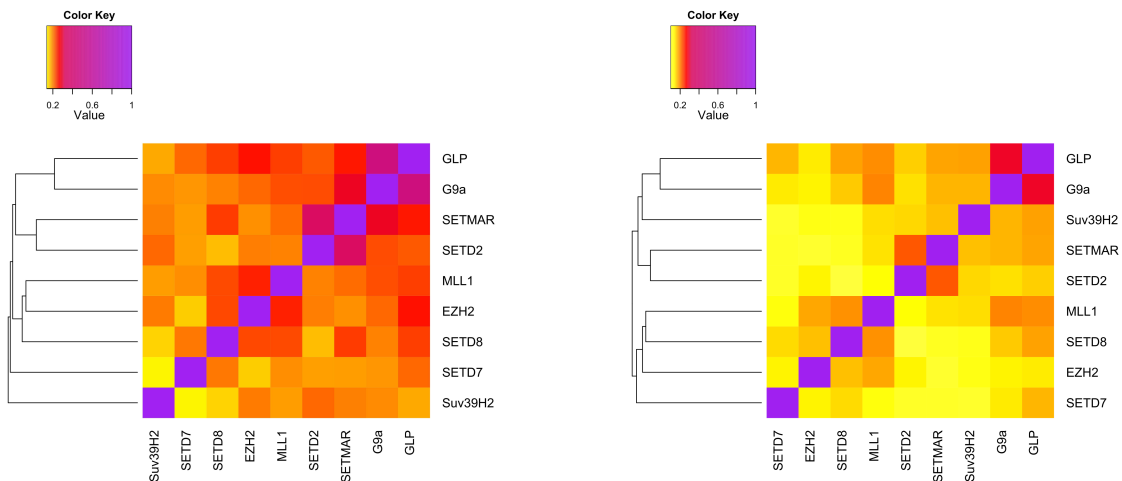 Color Key
0.2 0.6 1
Value
GLP
G9a
SETMAR
SETD2
MLL1
EZH2
SETD8
SETD7
Suv39H2
Suv39H2
SETD7
SETD8
EZH2
MLL1
SETD2
SETMAR
G9a
GLP
Color Key
0.2 0.6 1
Value
GLP
G9a
Suv39H2
SETMAR
SETD2
MLL1
SETD8
EZH2
SETD7
SETD7
EZH2
SETD8
MLL1
SETD2
SETMAR
Suv39H2
G9a
GLP